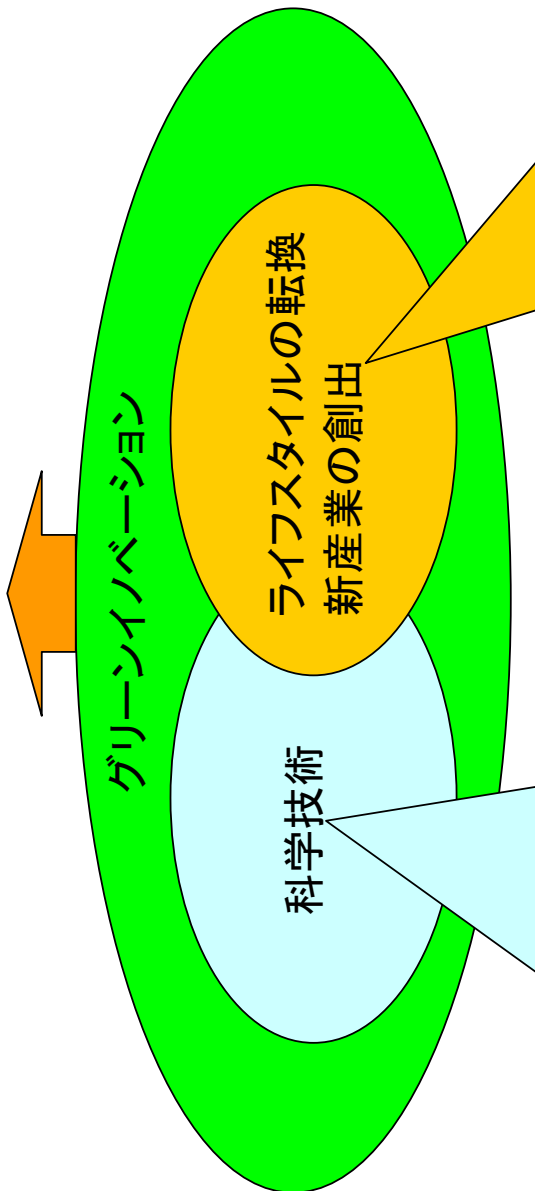 グリーンイノベーション
科学技術
ライフスタイルの転換
新産業の創出